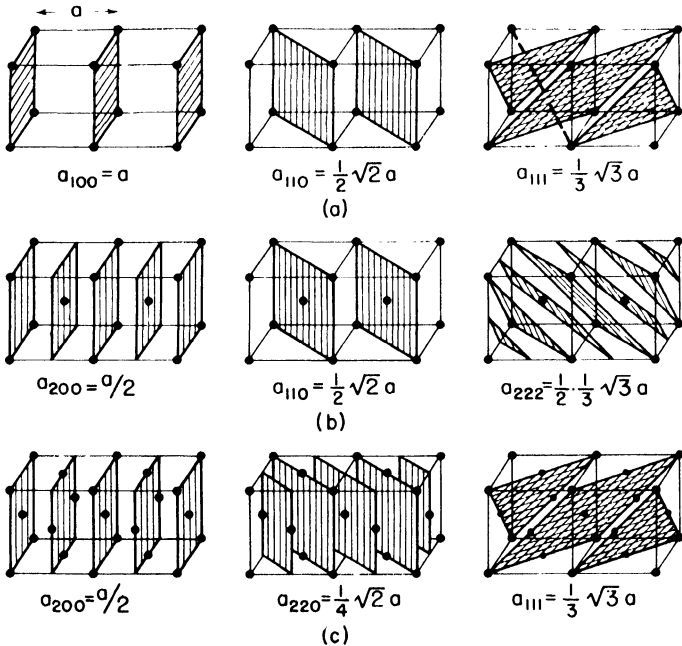 a
a₁₀₀ = a
a₁₁₀ = 1/2 √2 a
a₁₁₁ = 1/3 √3 a
(a)
a₂₀₀ = a/2
a₁₁₀ = 1/2 √2 a
a₂₂₂ = 1/2 · 1/3 √3 a
(b)
a₂₀₀ = a/2
a₂₂₀ = 1/4 √2 a
a₁₁₁ = 1/3 √3 a
(c)